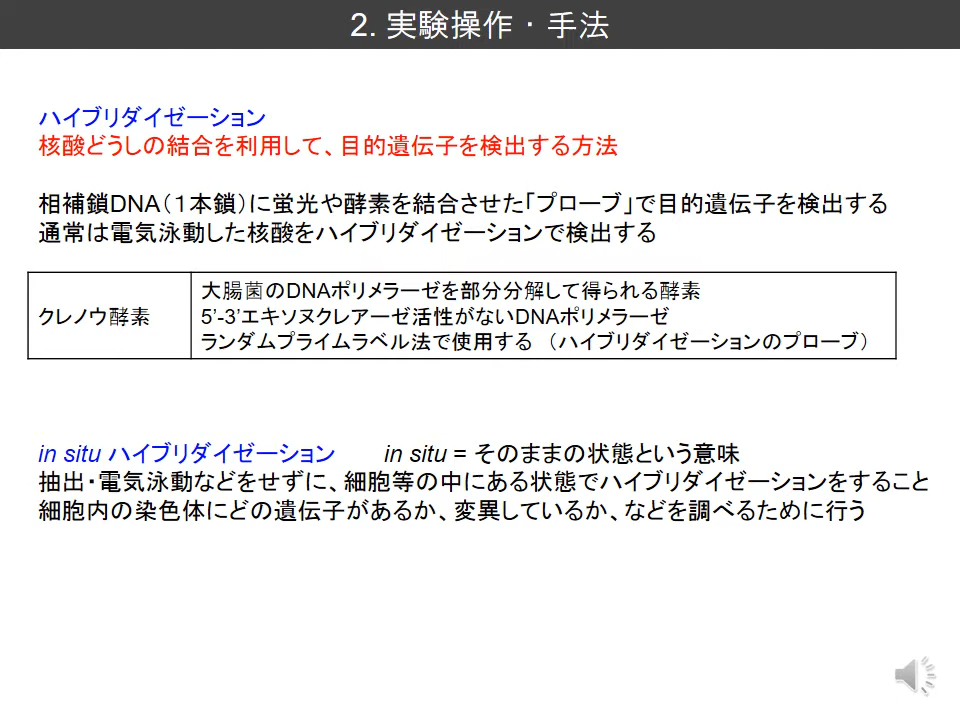 2. 実験操作・手法
ハイブリダイゼーション
核酸どうしの結合を利用して、目的遺伝子を検出する方法
相補鎖DNA（１本鎖）に蛍光や酵素を結合させた「プローブ」で目的遺伝子を検出する
通常は電気泳動した核酸をハイブリダイゼーションで検出する
クレノウ酵素
大腸菌のDNAポリメラーゼを部分分解して得られる酵素
5’-3’エキソヌクレアーゼ活性がないDNAポリメラーゼ
ランダムプライムラベル法で使用する （ハイブリダイゼーションのプローブ）
in situ ハイブリダイゼーション　　in situ = そのままの状態という意味
抽出・電気泳動などをせずに、細胞等の中にある状態でハイブリダイゼーションをすること
細胞内の染色体にどの遺伝子があるか、変異しているか、などを調べるために行う